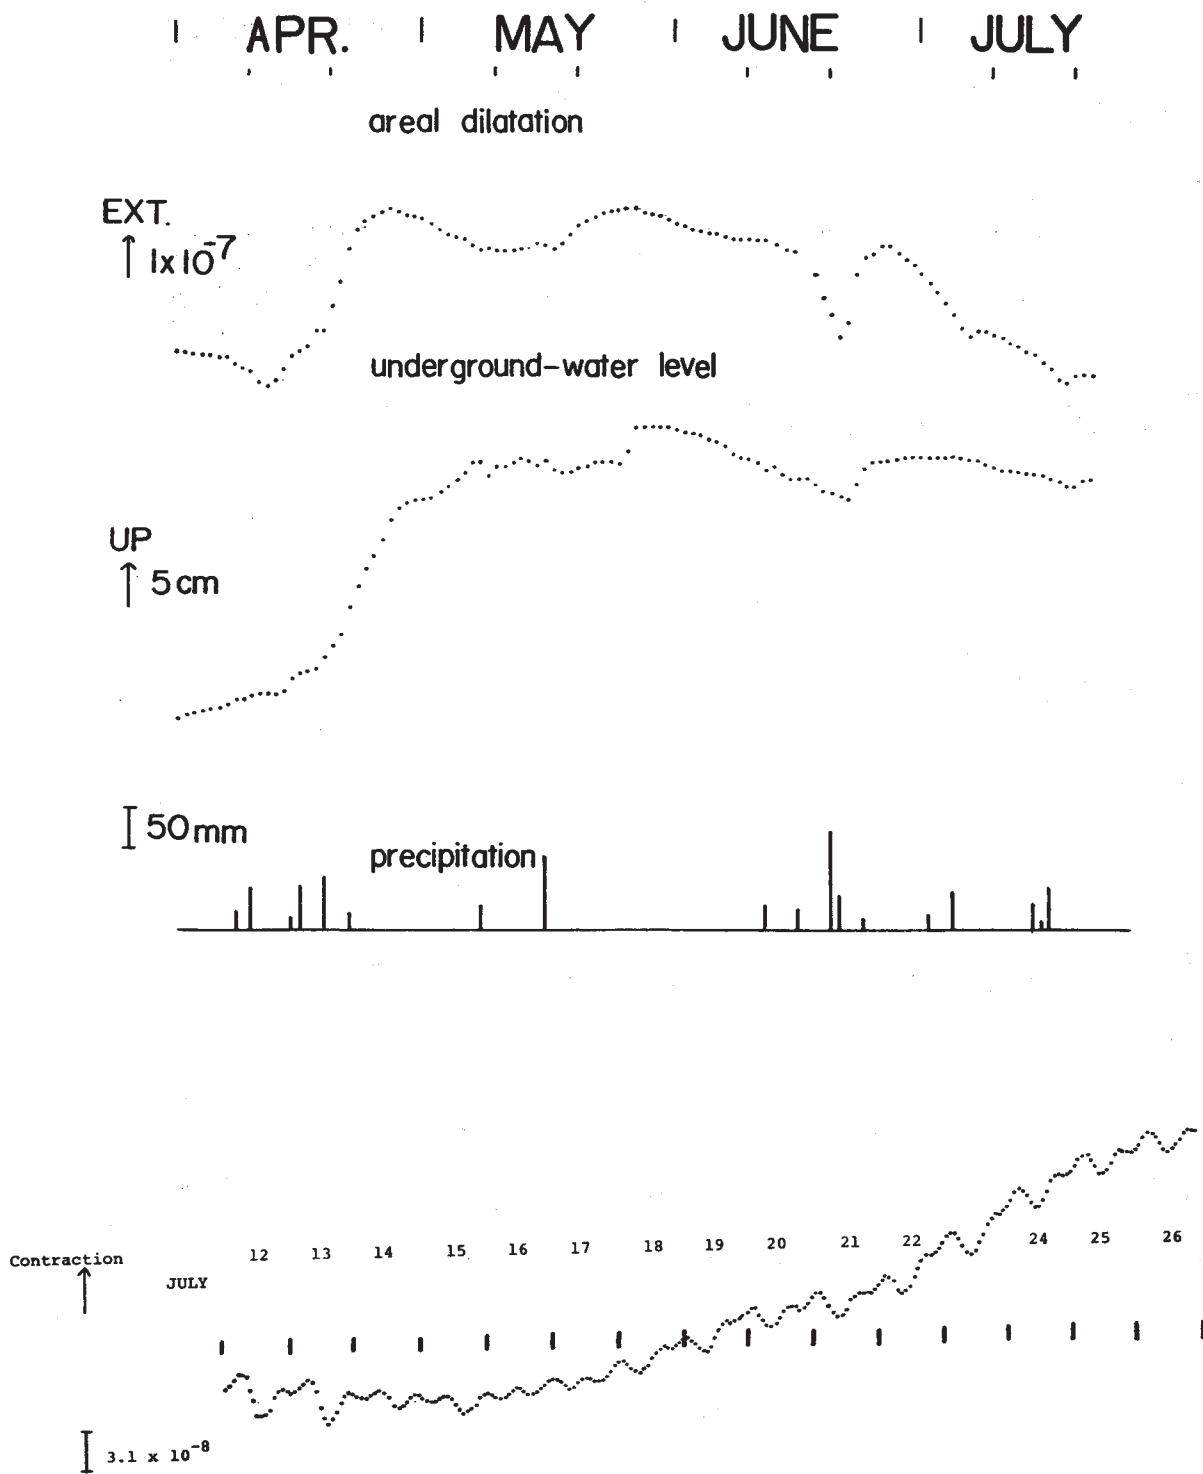 APR. MAY JUNE JULY
areal dilatation
EXT.
1x10-7
underground-water level
UP
5cm
50mm
precipitation
12 13 14 15 16 17 18 19 20 21 22 24 25 26
Contraction
JULY
3.1 x 10-8